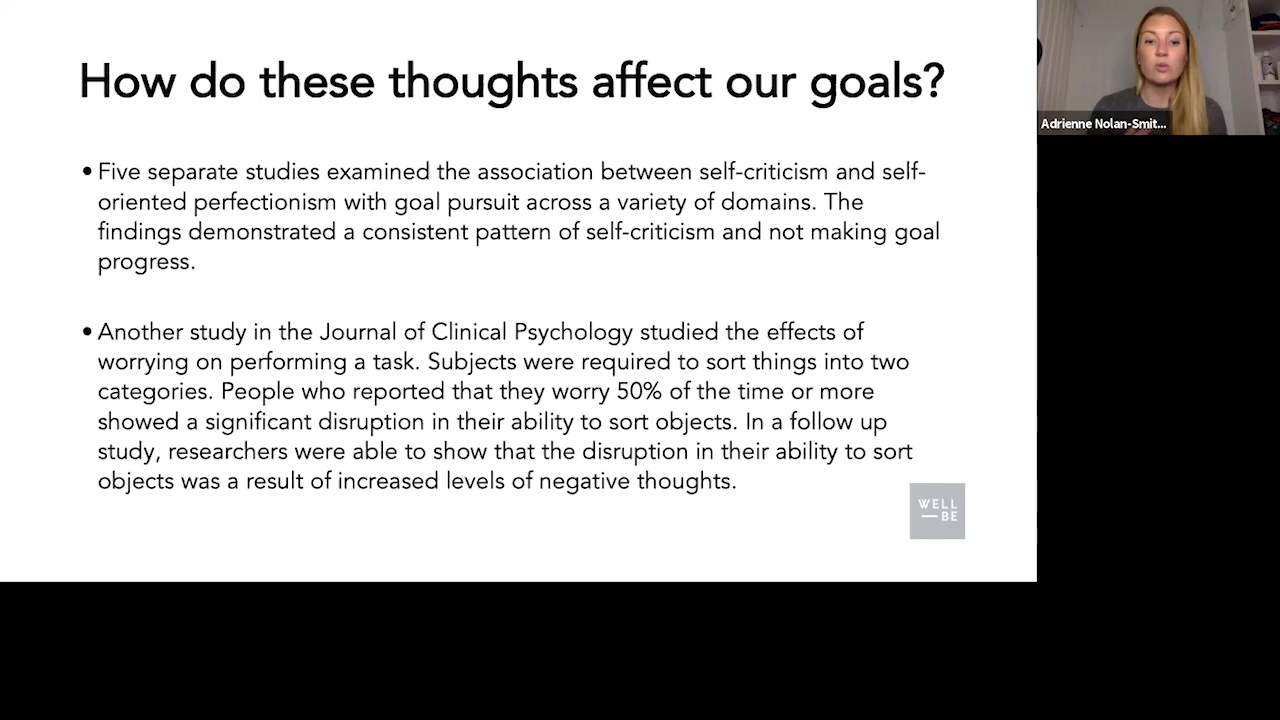 How do these thoughts affect our goals?
Adrienne Nolan-Smit...
• Five separate studies examined the association between self-criticism and self-
oriented perfectionism with goal pursuit across a variety of domains. The
findings demonstrated a consistent pattern of self-criticism and not making goal
progress.
• Another study in the Journal of Clinical Psychology studied the effects of
worrying on performing a task. Subjects were required to sort things into two
categories. People who reported that they worry 50% of the time or more
showed a significant disruption in their ability to sort objects. In a follow up
study, researchers were able to show that the disruption in their ability to sort
objects was a result of increased levels of negative thoughts.
WELL
—BE